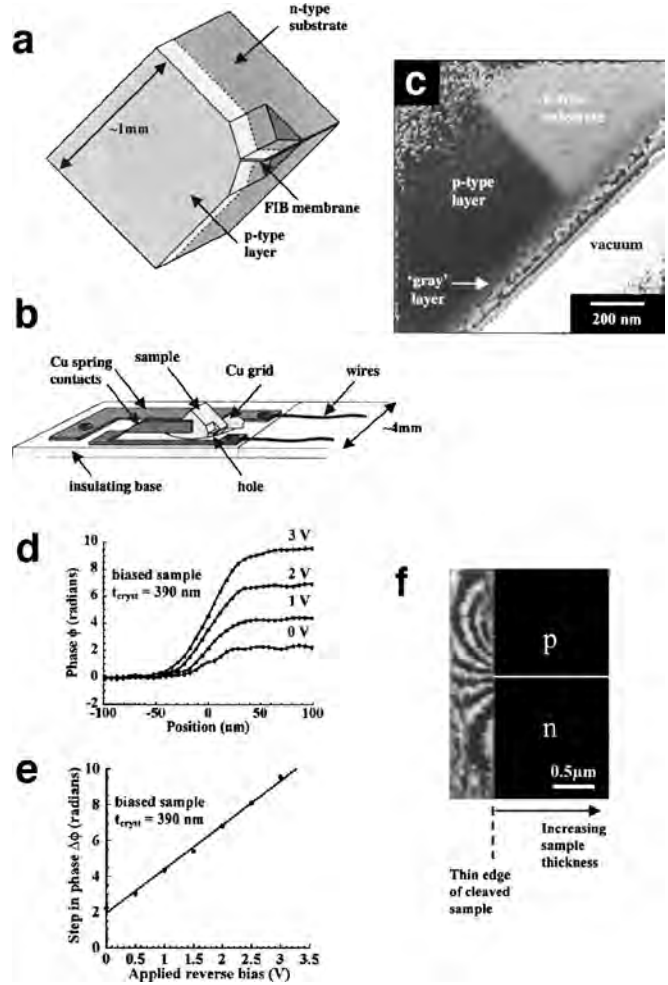 a
n-type
substrate
~1mm
FIB membrane
p-type
layer
b
Cu spring
contacts
sample
Cu grid
wires
~4mm
insulating base
hole
c
substrate
p-type
layer
'gray'
layer
vacuum
200 nm
d
Phase ϕ (radians)
10
8
6
4
2
0
-2
biased sample
t_cryst = 390 nm
3 V
2 V
1 V
0 V
-100
-50
0
50
100
Position (nm)
e
Step in phase Δϕ (radians)
10
8
6
4
2
0
biased sample
t_cryst = 390 nm
0
0.5
1
1.5
2
2.5
3
3.5
Applied reverse bias (V)
f
p
n
0.5μm
Increasing
sample
thickness
Thin edge
of cleaved
sample